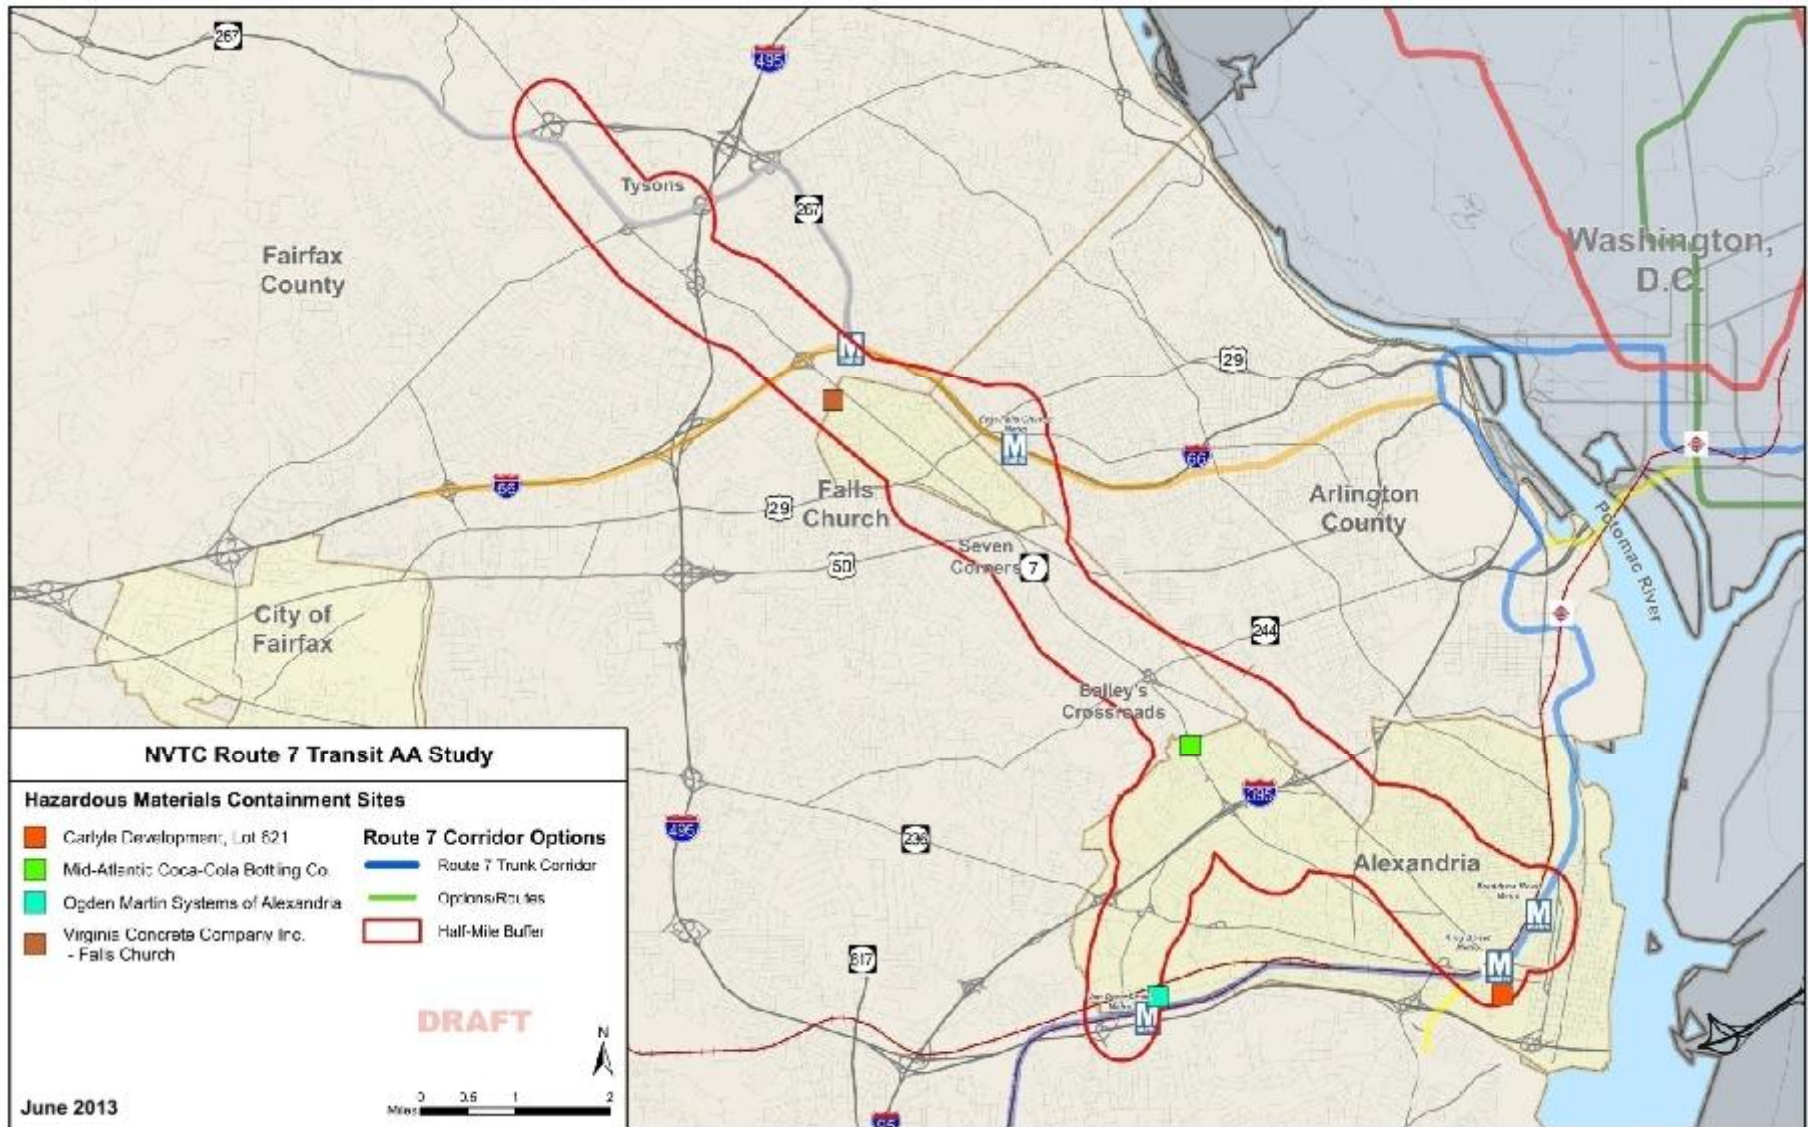 267
495
Tysons
267
Fairfax
County
Washington,
D.C.
M
29
M
66
66
Arlington
County
Falls
Church
29
Potomac River
Seven
Corners
7
50
City of
Fairfax
244
Bailey's
Crossroads
395
495
236
Alexandria
M
M
617
M
95
NVTC Route 7 Transit AA Study
Hazardous Materials Containment Sites
Carlyle Development, Lot 621
Mid-Atlantic Coca-Cola Bottling Co.
Ogden Martin Systems of Alexandria
Virginia Concrete Company Inc.
- Falls Church
Route 7 Corridor Options
Route 7 Trunk Corridor
Options/Routes
Half-Mile Buffer
DRAFT
N
June 2013
Miles
0 0.5 1 2